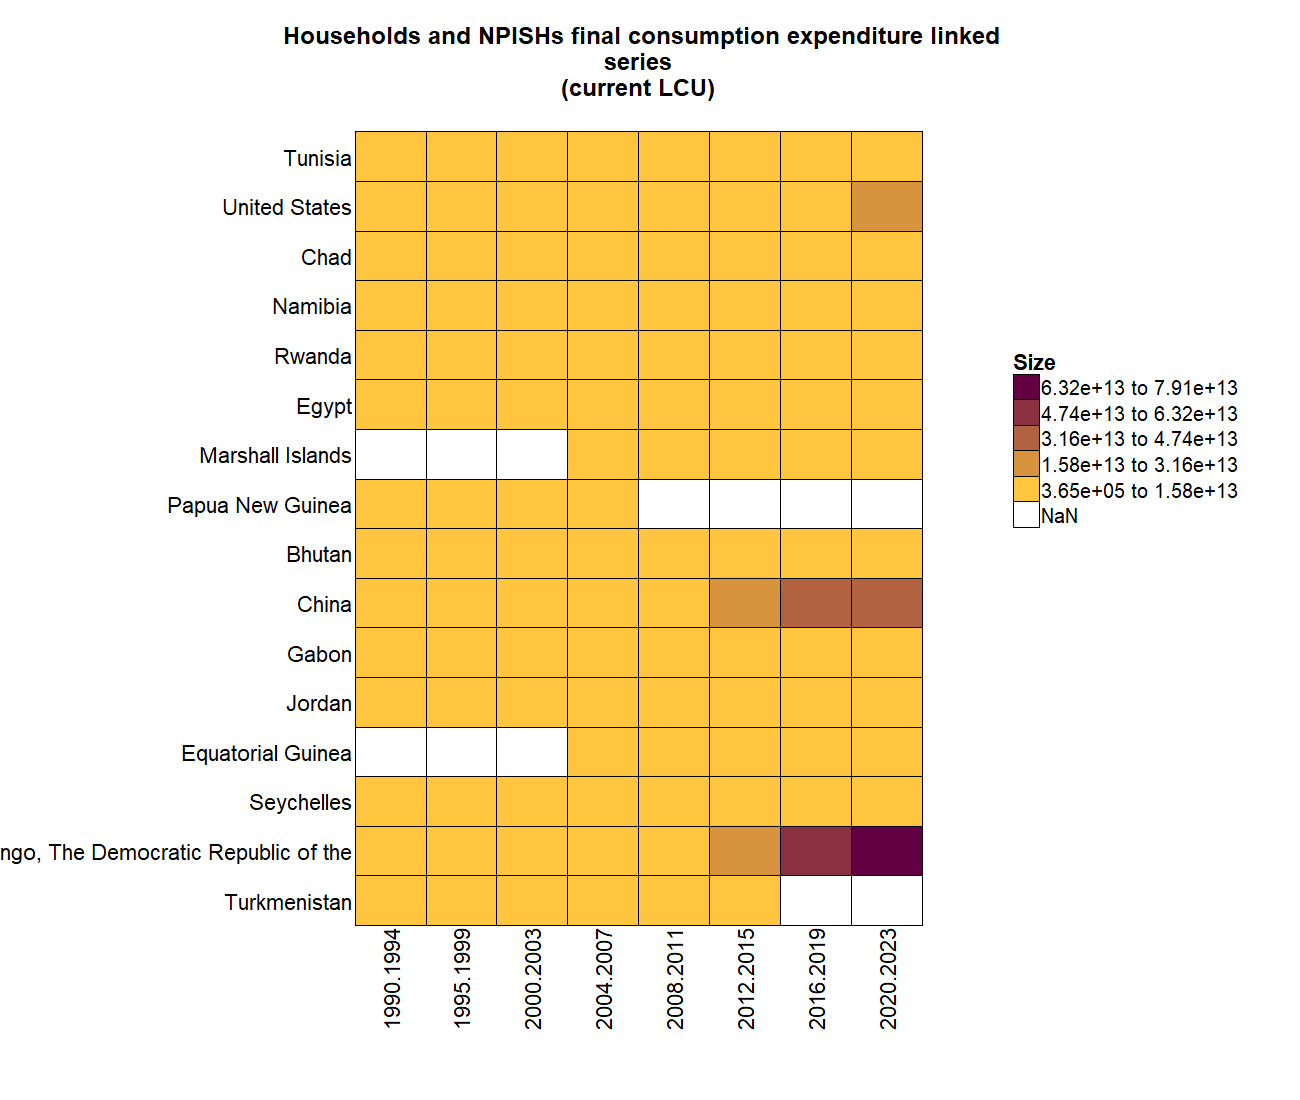 Households and NPISHs final consumption expenditure linked
series
(current LCU)
Tunisia
United States
Chad
Namibia
Rwanda
Egypt
Marshall Islands
Papua New Guinea
Bhutan
China
Gabon
Jordan
Equatorial Guinea
Seychelles
ngo, The Democratic Republic of the
Turkmenistan
1990.1994
1995.1999
2000.2003
2004.2007
2008.2011
2012.2015
2016.2019
2020.2023
Size
6.32e+13 to 7.91e+13
4.74e+13 to 6.32e+13
3.16e+13 to 4.74e+13
1.58e+13 to 3.16e+13
3.65e+05 to 1.58e+13
NaN